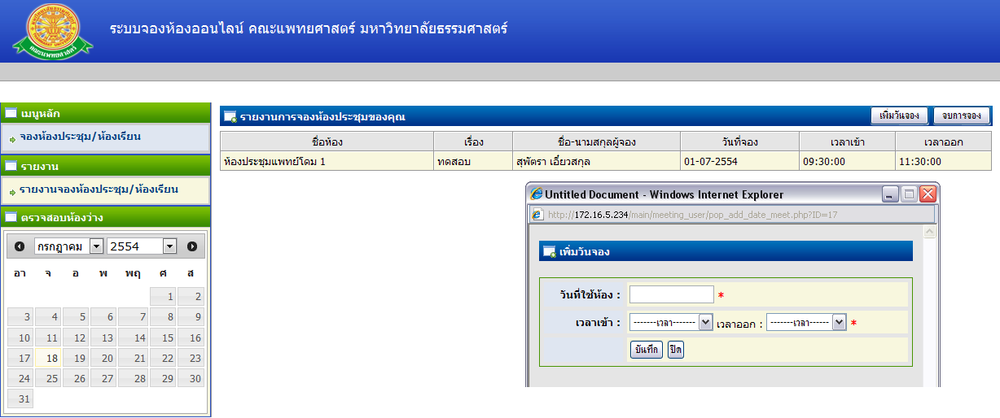 ระบบจองห้องออนไลน์ คณะแพทยศาสตร์ มหาวิทยาลัยธรรมศาสตร์
เมนูหลัก
จองห้องประชุม/ห้องเรียน
รายงาน
รายงานจองห้องประชุม/ห้องเรียน
ตรวจสอบห้องว่าง
กรกฎาคม 2554
อา จ อ พ พฤ ศ ส
1 2
3 4 5 6 7 8 9
10 11 12 13 14 15 16
17 18 19 20 21 22 23
24 25 26 27 28 29 30
31
รายงานการจองห้องประชุมของคุณ เพิ่มวันจอง จบการจอง
ชื่อห้อง เรื่อง ชื่อ-นามสกุลผู้จอง วันที่จอง เวลาเข้า เวลาออก
ห้องประชุมแพทย์โดม 1 ทดสอบ สุพัตรา เอี่ยวสกุล 01-07-2554 09:30:00 11:30:00
Untitled Document - Windows Internet Explorer
http://172.16.5.234/main/meeting_user/pop_add_date_meet.php?ID=17
เพิ่มวันจอง
วันที่ใช้ห้อง : *
เวลาเข้า : -------เวลา------- เวลาออก : -------เวลา------ *
บันทึก ปิด